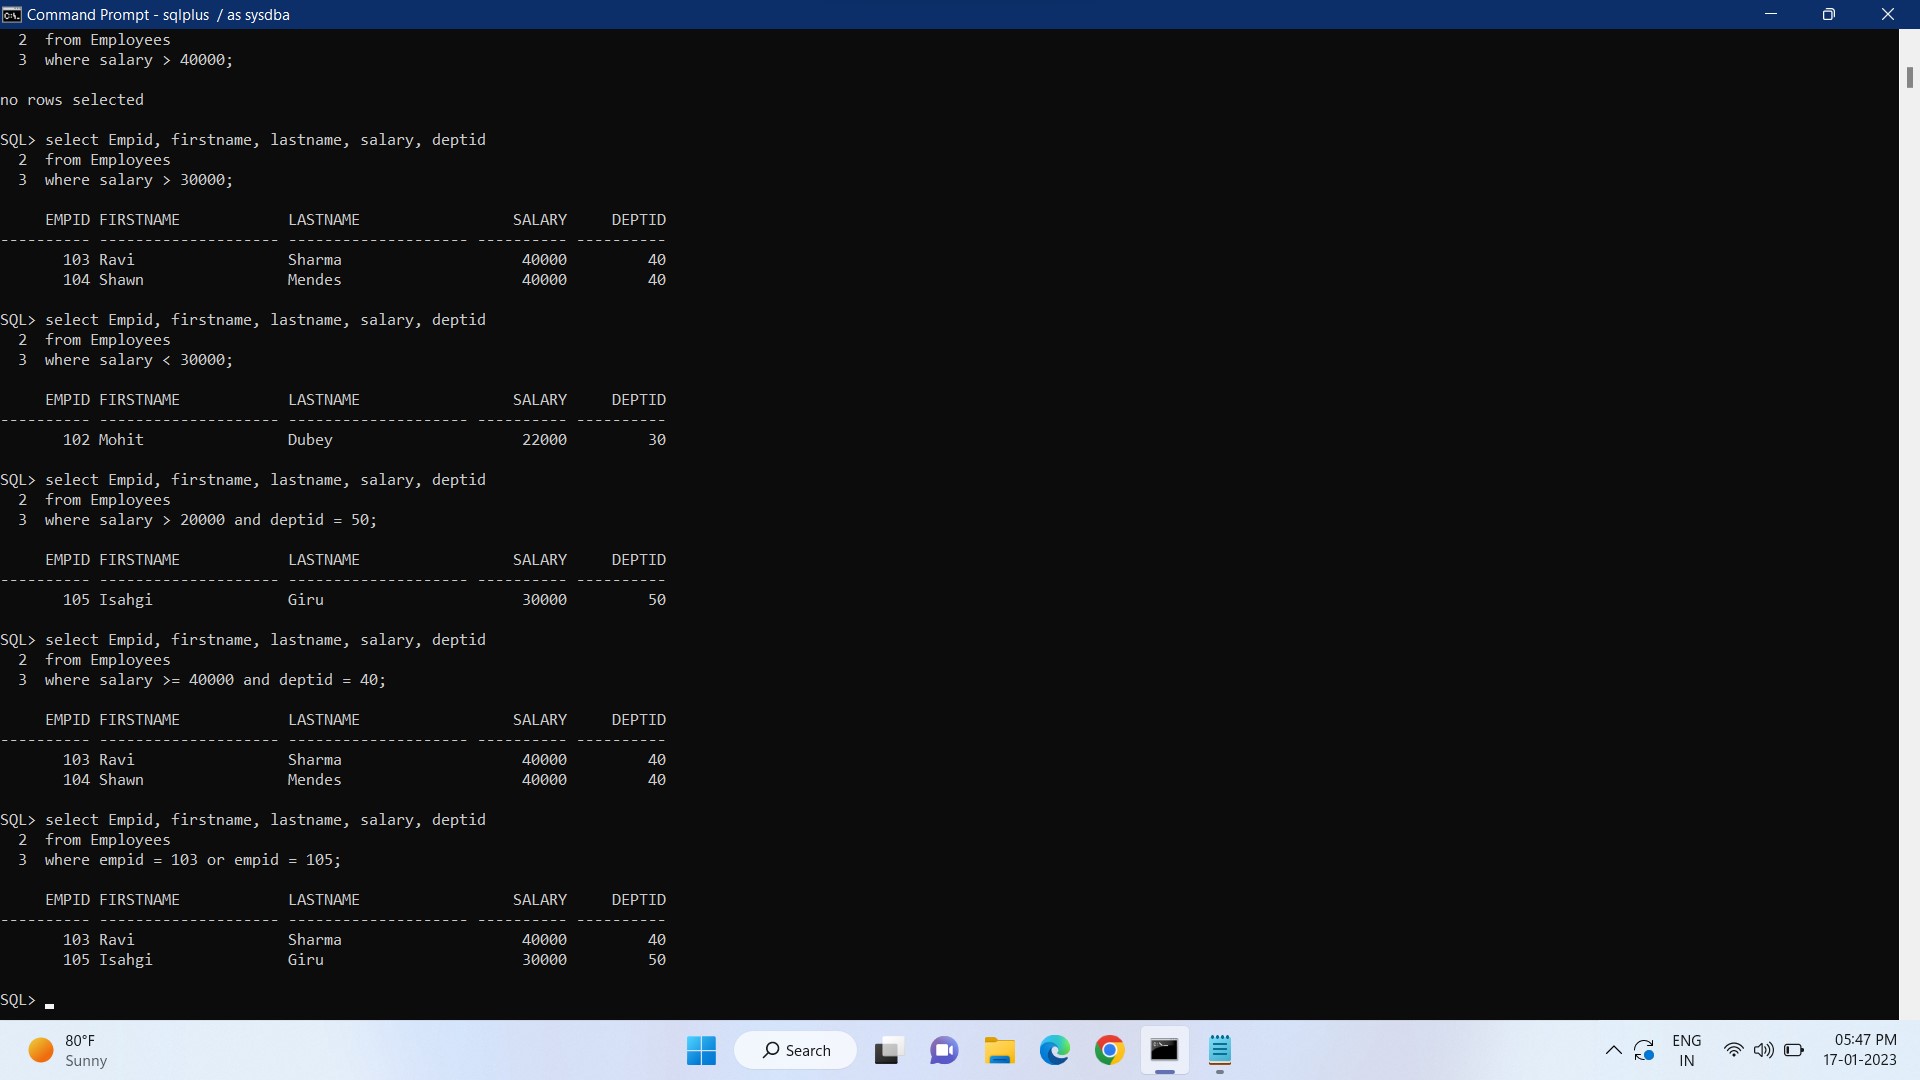 Command Prompt - sqlplus  / as sysdba
  2  from Employees
  3  where salary > 40000;
no rows selected
SQL> select Empid, firstname, lastname, salary, deptid
  2  from Employees
  3  where salary > 30000;
     EMPID FIRSTNAME            LASTNAME                 SALARY     DEPTID
---------- -------------------- -------------------- ---------- ----------
       103 Ravi                 Sharma                    40000         40
       104 Shawn                Mendes                    40000         40
SQL> select Empid, firstname, lastname, salary, deptid
  2  from Employees
  3  where salary < 30000;
     EMPID FIRSTNAME            LASTNAME                 SALARY     DEPTID
---------- -------------------- -------------------- ---------- ----------
       102 Mohit                Dubey                     22000         30
SQL> select Empid, firstname, lastname, salary, deptid
  2  from Employees
  3  where salary > 20000 and deptid = 50;
     EMPID FIRSTNAME            LASTNAME                 SALARY     DEPTID
---------- -------------------- -------------------- ---------- ----------
       105 Isahgi               Giru                      30000         50
SQL> select Empid, firstname, lastname, salary, deptid
  2  from Employees
  3  where salary >= 40000 and deptid = 40;
     EMPID FIRSTNAME            LASTNAME                 SALARY     DEPTID
---------- -------------------- -------------------- ---------- ----------
       103 Ravi                 Sharma                    40000         40
       104 Shawn                Mendes                    40000         40
SQL> select Empid, firstname, lastname, salary, deptid
  2  from Employees
  3  where empid = 103 or empid = 105;
     EMPID FIRSTNAME            LASTNAME                 SALARY     DEPTID
---------- -------------------- -------------------- ---------- ----------
       103 Ravi                 Sharma                    40000         40
       105 Isahgi               Giru                      30000         50
SQL>
80°F
Sunny
Search
ENG
IN
05:47 PM
17-01-2023